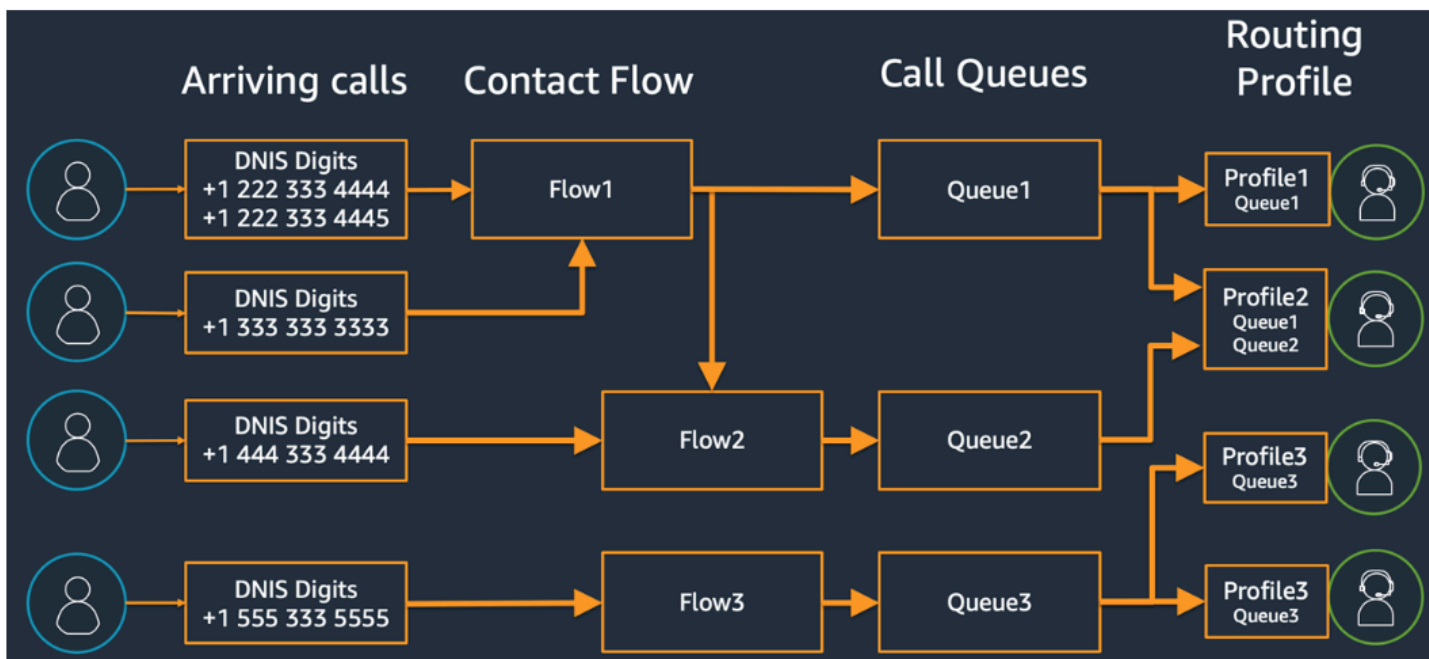 Arriving calls
Contact Flow
Call Queues
Routing
Profile
DNIS Digits
+1 222 333 4444
+1 222 333 4445
Flow1
Queue1
Profile1
Queue1
DNIS Digits
+1 333 333 3333
Profile2
Queue1
Queue2
DNIS Digits
+1 444 333 4444
Flow2
Queue2
Profile3
Queue3
DNIS Digits
+1 555 333 5555
Flow3
Queue3
Profile3
Queue3